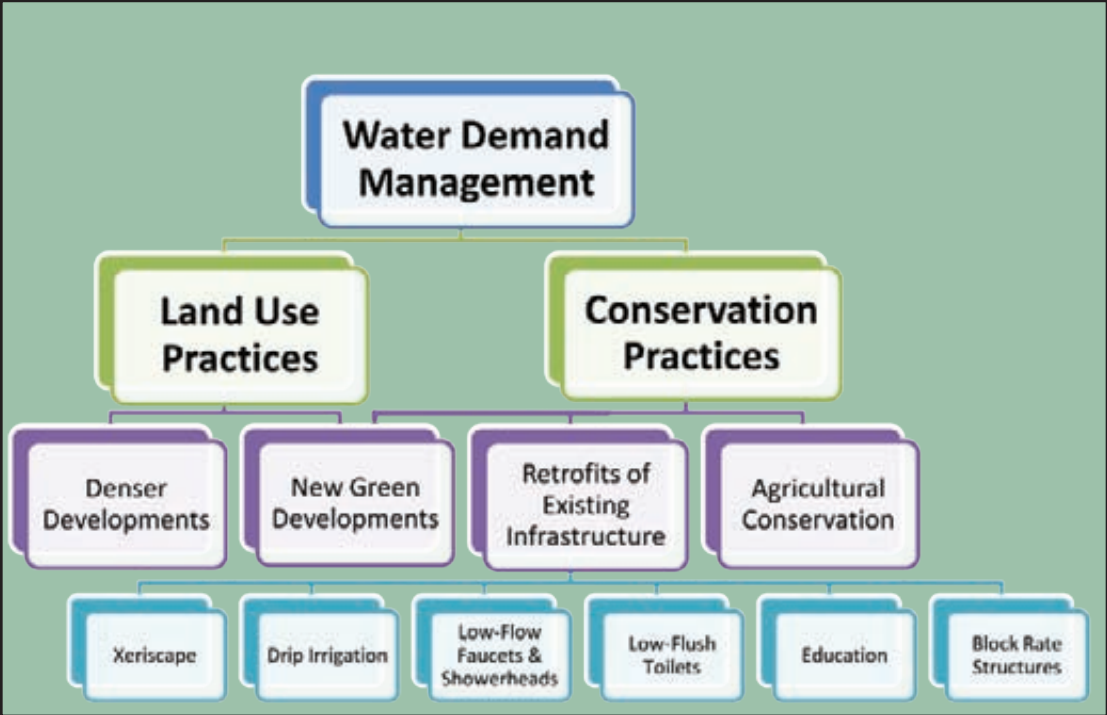 Water Demand
Management
Land Use
Practices
Conservation
Practices
Denser
Developments
New Green
Developments
Retrofits of
Existing
Infrastructure
Agricultural
Conservation
Xeriscape
Drip Irrigation
Low-Flow
Faucets &
Showerheads
Low-Flush
Toilets
Education
Block Rate
Structures